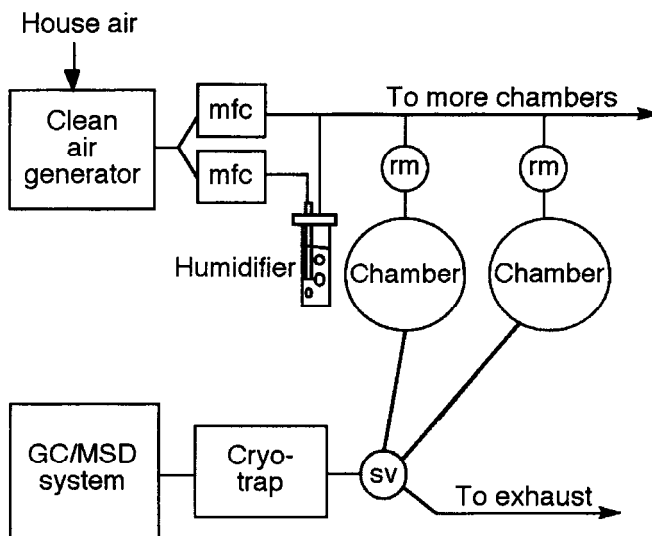 House air
Clean
air
generator
mfc
mfc
To more chambers
rm
rm
Humidifier
Chamber
Chamber
GC/MSD
system
Cryo-
trap
sv
To exhaust